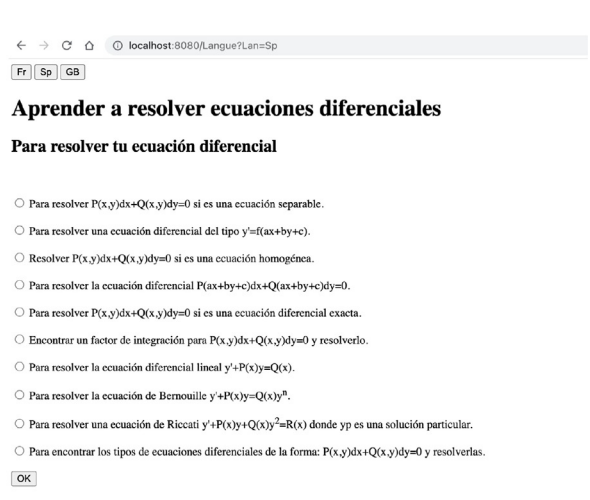 localhost:8080/Langue?Lan=Sp
Fr Sp GB
Aprender a resolver ecuaciones diferenciales
Para resolver tu ecuación diferencial
Para resolver P(x,y)dx+Q(x,y)dy=0 si es una ecuación separable.
Para resolver una ecuación diferencial del tipo y'=f(ax+by+c).
Resolver P(x,y)dx+Q(x,y)dy=0 si es una ecuación homogénea.
Para resolver la ecuación diferencial P(ax+by+c)dx+Q(ax+by+c)dy=0.
Para resolver P(x,y)dx+Q(x,y)dy=0 si es una ecuación diferencial exacta.
Encontrar un factor de integración para P(x,y)dx+Q(x,y)dy=0 y resolverlo.
Para resolver la ecuación diferencial lineal y'+P(x)y=Q(x).
Para resolver la ecuación de Bernouille y'+P(x)y=Q(x)yⁿ.
Para resolver una ecuación de Riccati y'+P(x)y+Q(x)y²=R(x) donde yp es una solución particular.
Para encontrar los tipos de ecuaciones diferenciales de la forma: P(x,y)dx+Q(x,y)dy=0 y resolverlas.
OK